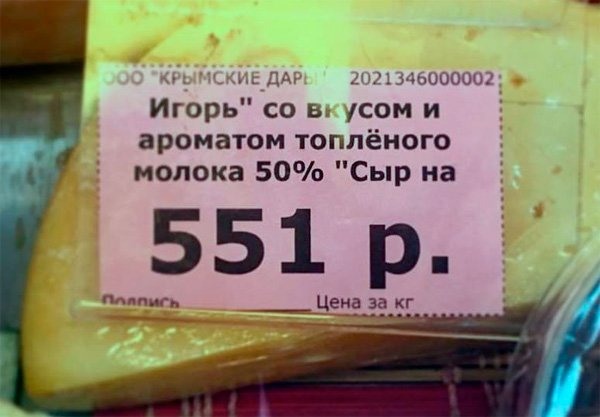 ООО "КРЫМСКИЕ ДАРЫ" 2021346000002
Игорь" со вкусом и
ароматом топлёного
молока 50% "Сыр на
551 р.
Подпись Цена за кг